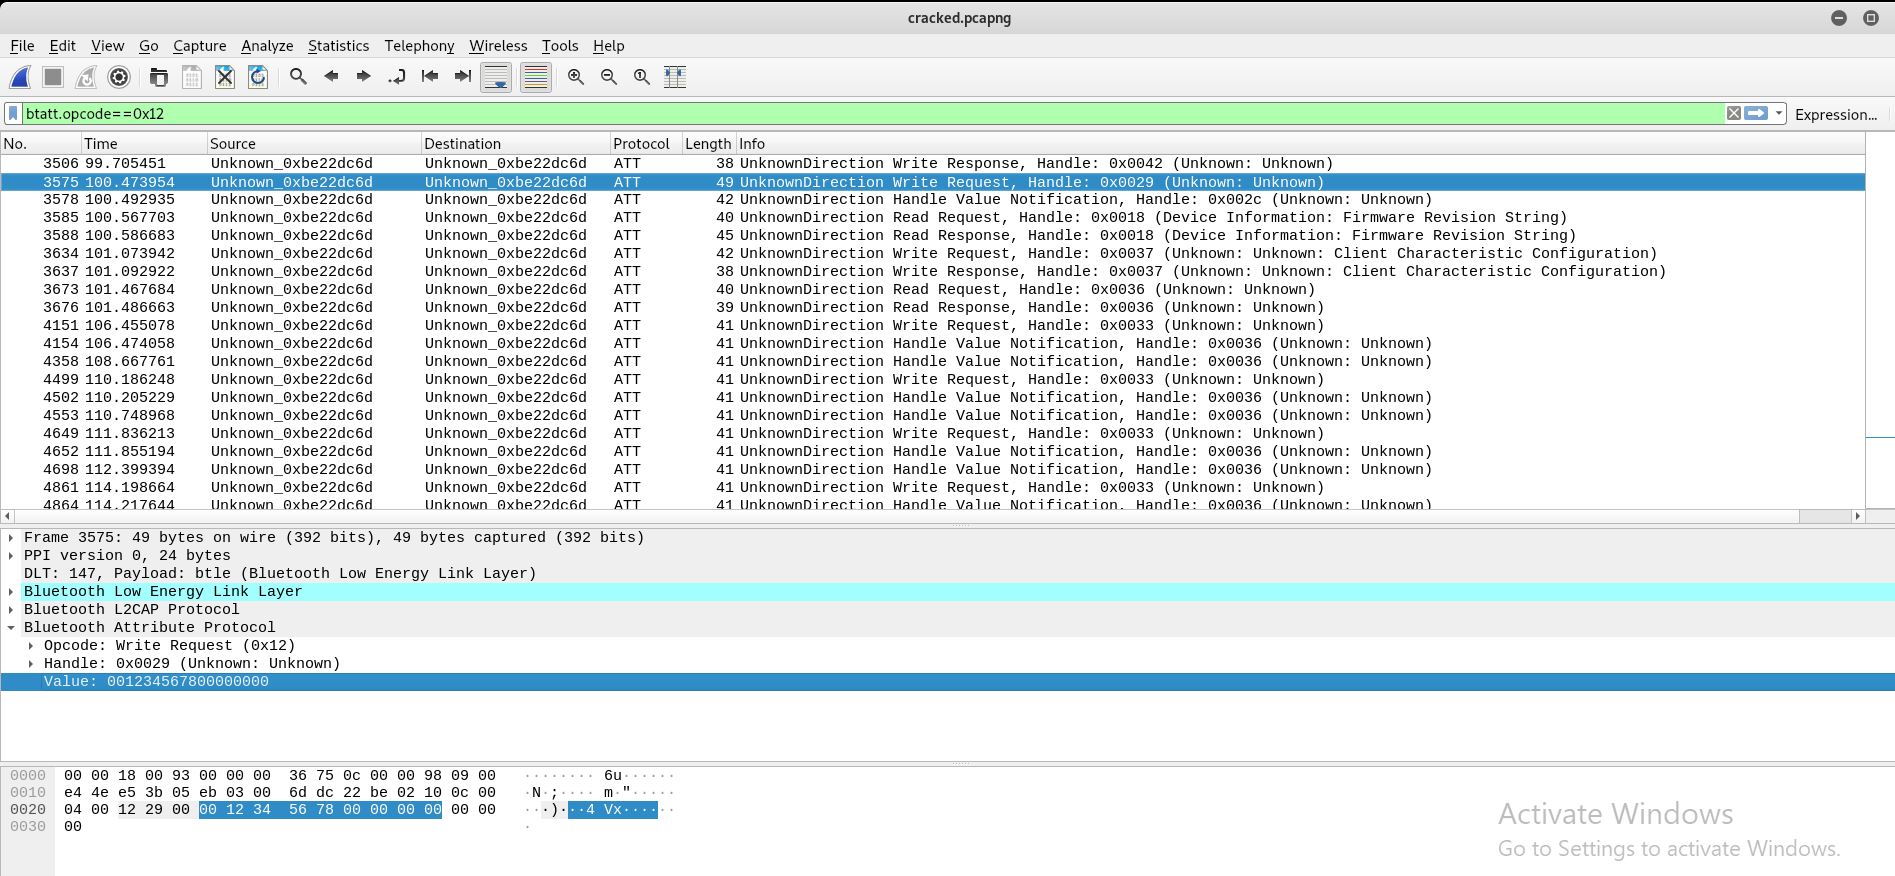 cracked.pcapng
File Edit View Go Capture Analyze Statistics Telephony Wireless Tools Help
btatt.opcode==0x12 Expression...
No. Time Source Destination Protocol Length Info
3506 99.705451 Unknown_0xbe22dc6d Unknown_0xbe22dc6d ATT 38 UnknownDirection Write Response, Handle: 0x0042 (Unknown: Unknown)
3575 100.473954 Unknown_0xbe22dc6d Unknown_0xbe22dc6d ATT 49 UnknownDirection Write Request, Handle: 0x0029 (Unknown: Unknown)
3578 100.492935 Unknown_0xbe22dc6d Unknown_0xbe22dc6d ATT 42 UnknownDirection Handle Value Notification, Handle: 0x002c (Unknown: Unknown)
3585 100.567703 Unknown_0xbe22dc6d Unknown_0xbe22dc6d ATT 40 UnknownDirection Read Request, Handle: 0x0018 (Device Information: Firmware Revision String)
3588 100.586683 Unknown_0xbe22dc6d Unknown_0xbe22dc6d ATT 45 UnknownDirection Read Response, Handle: 0x0018 (Device Information: Firmware Revision String)
3634 101.073942 Unknown_0xbe22dc6d Unknown_0xbe22dc6d ATT 42 UnknownDirection Write Request, Handle: 0x0037 (Unknown: Unknown: Client Characteristic Configuration)
3637 101.092922 Unknown_0xbe22dc6d Unknown_0xbe22dc6d ATT 38 UnknownDirection Write Response, Handle: 0x0037 (Unknown: Unknown: Client Characteristic Configuration)
3673 101.467684 Unknown_0xbe22dc6d Unknown_0xbe22dc6d ATT 40 UnknownDirection Read Request, Handle: 0x0036 (Unknown: Unknown)
3676 101.486663 Unknown_0xbe22dc6d Unknown_0xbe22dc6d ATT 39 UnknownDirection Read Response, Handle: 0x0036 (Unknown: Unknown)
4151 106.455078 Unknown_0xbe22dc6d Unknown_0xbe22dc6d ATT 41 UnknownDirection Write Request, Handle: 0x0033 (Unknown: Unknown)
4154 106.474058 Unknown_0xbe22dc6d Unknown_0xbe22dc6d ATT 41 UnknownDirection Handle Value Notification, Handle: 0x0036 (Unknown: Unknown)
4358 108.667761 Unknown_0xbe22dc6d Unknown_0xbe22dc6d ATT 41 UnknownDirection Handle Value Notification, Handle: 0x0036 (Unknown: Unknown)
4499 110.186248 Unknown_0xbe22dc6d Unknown_0xbe22dc6d ATT 41 UnknownDirection Write Request, Handle: 0x0033 (Unknown: Unknown)
4502 110.205229 Unknown_0xbe22dc6d Unknown_0xbe22dc6d ATT 41 UnknownDirection Handle Value Notification, Handle: 0x0036 (Unknown: Unknown)
4553 110.748968 Unknown_0xbe22dc6d Unknown_0xbe22dc6d ATT 41 UnknownDirection Handle Value Notification, Handle: 0x0036 (Unknown: Unknown)
4649 111.836213 Unknown_0xbe22dc6d Unknown_0xbe22dc6d ATT 41 UnknownDirection Write Request, Handle: 0x0033 (Unknown: Unknown)
4652 111.855194 Unknown_0xbe22dc6d Unknown_0xbe22dc6d ATT 41 UnknownDirection Handle Value Notification, Handle: 0x0036 (Unknown: Unknown)
4698 112.399394 Unknown_0xbe22dc6d Unknown_0xbe22dc6d ATT 41 UnknownDirection Handle Value Notification, Handle: 0x0036 (Unknown: Unknown)
4861 114.198664 Unknown_0xbe22dc6d Unknown_0xbe22dc6d ATT 41 UnknownDirection Write Request, Handle: 0x0033 (Unknown: Unknown)
4864 114.217644 Unknown_0xbe22dc6d Unknown_0xbe22dc6d ATT 41 UnknownDirection Handle Value Notification, Handle: 0x0036 (Unknown: Unknown)
Frame 3575: 49 bytes on wire (392 bits), 49 bytes captured (392 bits)
PPI version 0, 24 bytes
DLT: 147, Payload: btle (Bluetooth Low Energy Link Layer)
Bluetooth Low Energy Link Layer
Bluetooth L2CAP Protocol
Bluetooth Attribute Protocol
Opcode: Write Request (0x12)
Handle: 0x0029 (Unknown: Unknown)
Value: 001234567800000000
0000 00 00 18 00 93 00 00 00 36 75 0c 00 00 98 09 00 ········ 6u······
0010 e4 4e e5 3b 05 eb 03 00 6d dc 22 be 02 10 0c 00 ·N·;···· m·"·····
0020 04 00 12 29 00 00 12 34 56 78 00 00 00 00 00 00 ···)···4 Vx······
0030 00 ·
Activate Windows
Go to Settings to activate Windows.